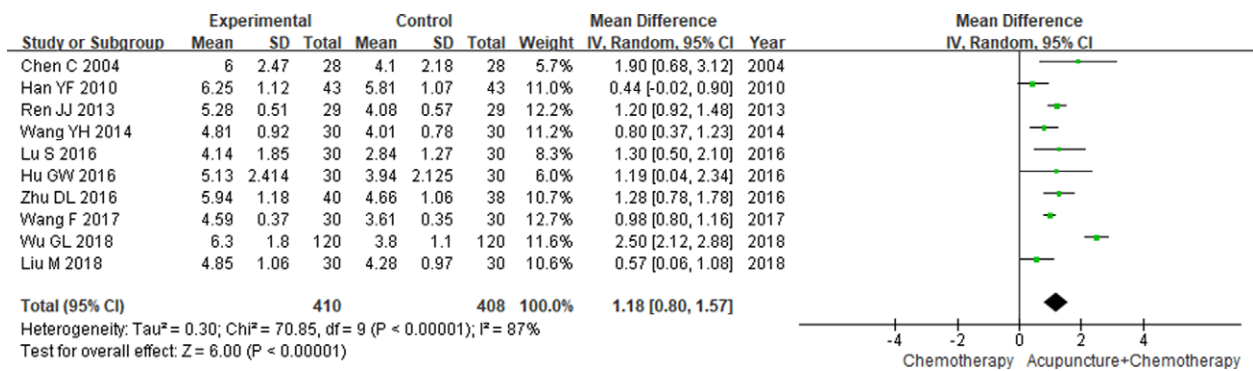 Experimental Control Mean Difference Mean Difference
Study or Subgroup Mean SD Total Mean SD Total Weight IV, Random, 95% CI Year IV, Random, 95% CI
Chen C 2004 6 2.47 28 4.1 2.18 28 5.7% 1.90 [0.68, 3.12] 2004
Han YF 2010 6.25 1.12 43 5.81 1.07 43 11.0% 0.44 [-0.02, 0.90] 2010
Ren JJ 2013 5.28 0.51 29 4.08 0.57 29 12.2% 1.20 [0.92, 1.48] 2013
Wang YH 2014 4.81 0.92 30 4.01 0.78 30 11.2% 0.80 [0.37, 1.23] 2014
Lu S 2016 4.14 1.85 30 2.84 1.27 30 8.3% 1.30 [0.50, 2.10] 2016
Hu GW 2016 5.13 2.414 30 3.94 2.125 30 6.0% 1.19 [0.04, 2.34] 2016
Zhu DL 2016 5.94 1.18 40 4.66 1.06 38 10.7% 1.28 [0.78, 1.78] 2016
Wang F 2017 4.59 0.37 30 3.61 0.35 30 12.7% 0.98 [0.80, 1.16] 2017
Wu GL 2018 6.3 1.8 120 3.8 1.1 120 11.6% 2.50 [2.12, 2.88] 2018
Liu M 2018 4.85 1.06 30 4.28 0.97 30 10.6% 0.57 [0.06, 1.08] 2018
Total (95% CI) 410 408 100.0% 1.18 [0.80, 1.57]
Heterogeneity: Tau² = 0.30; Chi² = 70.85, df = 9 (P < 0.00001); I² = 87%
Test for overall effect: Z = 6.00 (P < 0.00001)
-4 -2 0 2 4
Chemotherapy Acupuncture+Chemotherapy